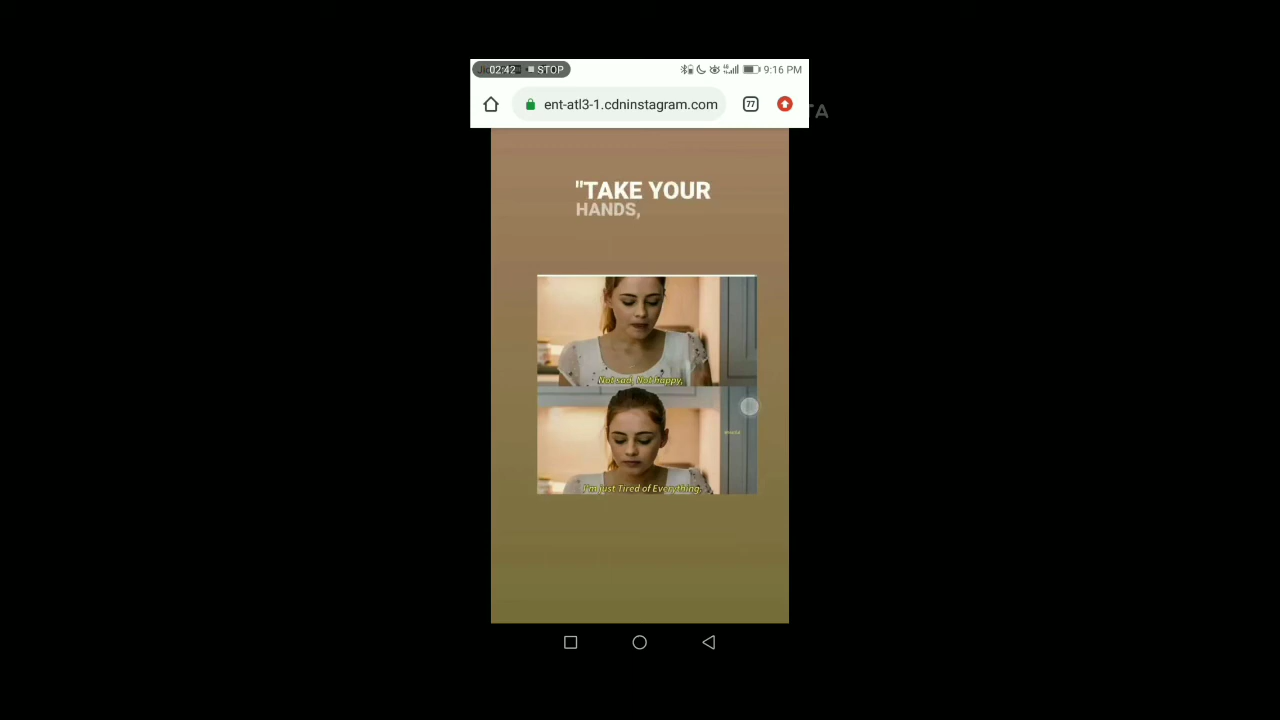 02:42 STOP
9:16 PM
ent-atl3-1.cdninstagram.com
77
TA
"TAKE YOUR
HANDS,
Not sad, Not happy,
I'm just Tired of Everything.